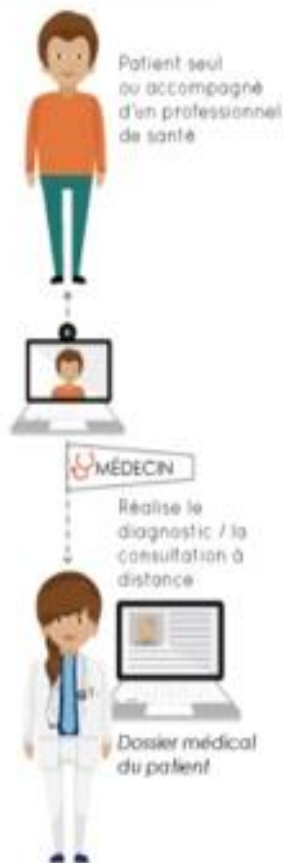 Patient seul
ou accompagné
d'un professionnel
de santé
MÉDECIN
Réalise le
diagnostic / la
consultation à
distance
Dossier médical
du patient